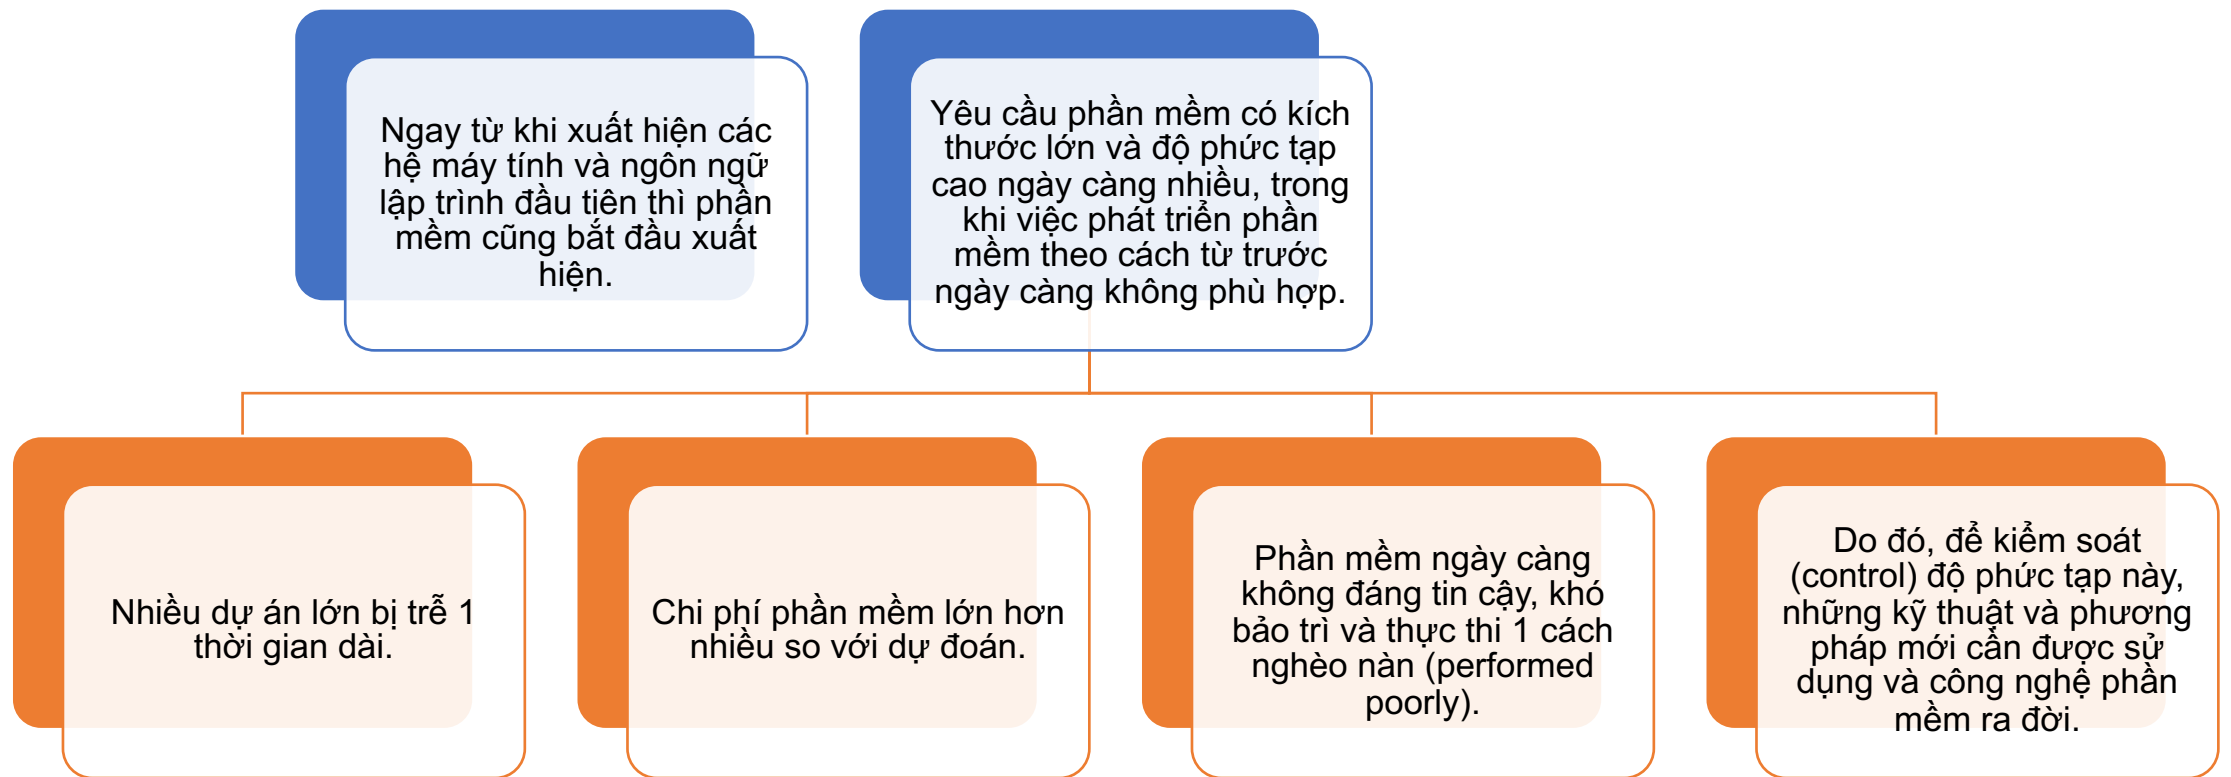 Ngay từ khi xuất hiện các
hệ máy tính và ngôn ngữ
lập trình đầu tiên thì phần
mềm cũng bắt đầu xuất
hiện.
Yêu cầu phần mềm có kích
thước lớn và độ phức tạp
cao ngày càng nhiều, trong
khi việc phát triển phần
mềm theo cách từ trước
ngày càng không phù hợp.
Nhiều dự án lớn bị trễ 1
thời gian dài.
Chi phí phần mềm lớn hơn
nhiều so với dự đoán.
Phần mềm ngày càng
không đáng tin cậy, khó
bảo trì và thực thi 1 cách
nghèo nàn (performed
poorly).
Do đó, để kiểm soát
(control) độ phức tạp này,
những kỹ thuật và phương
pháp mới cần được sử
dụng và công nghệ phần
mềm ra đời.